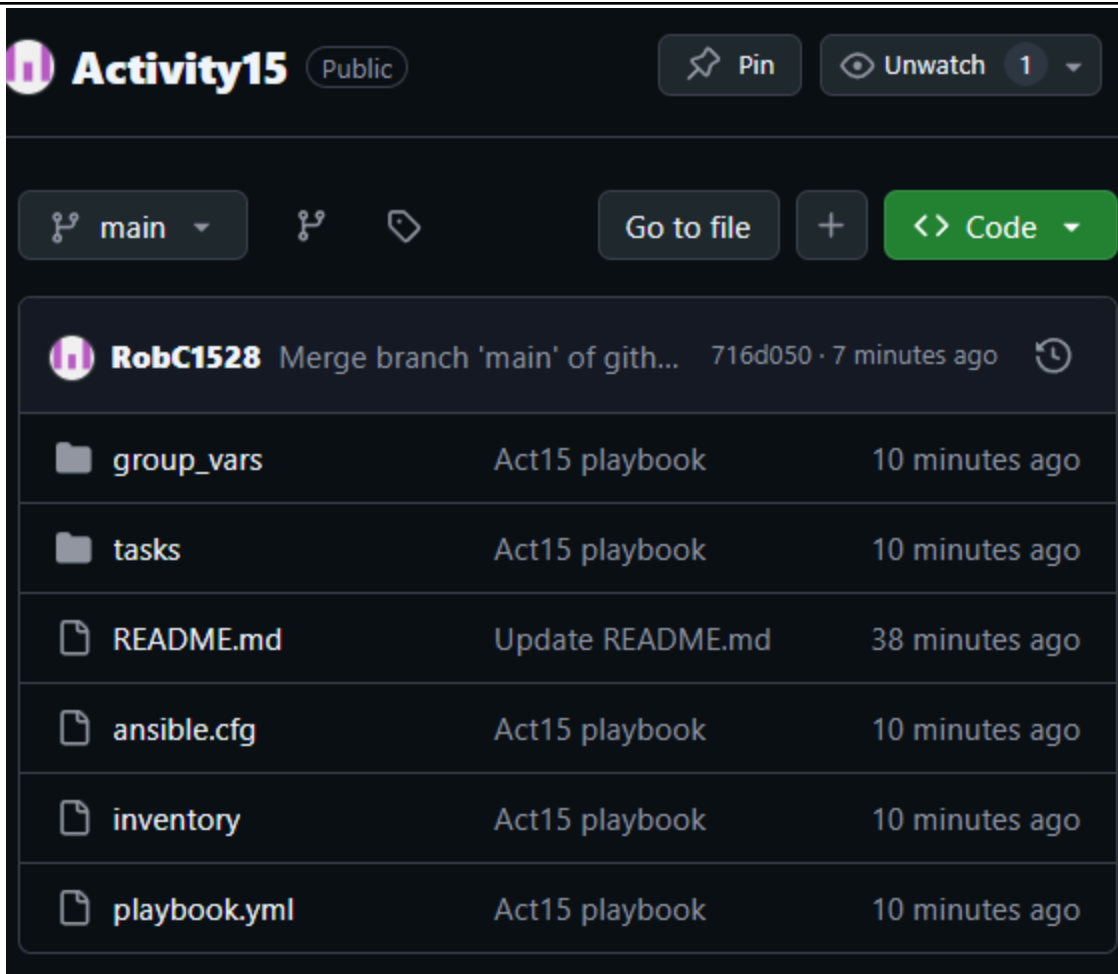 Activity15 Public Pin Unwatch 1
main Go to file + Code
RobC1528 Merge branch 'main' of gith... 716d050 · 7 minutes ago
group_vars Act15 playbook 10 minutes ago
tasks Act15 playbook 10 minutes ago
README.md Update README.md 38 minutes ago
ansible.cfg Act15 playbook 10 minutes ago
inventory Act15 playbook 10 minutes ago
playbook.yml Act15 playbook 10 minutes ago